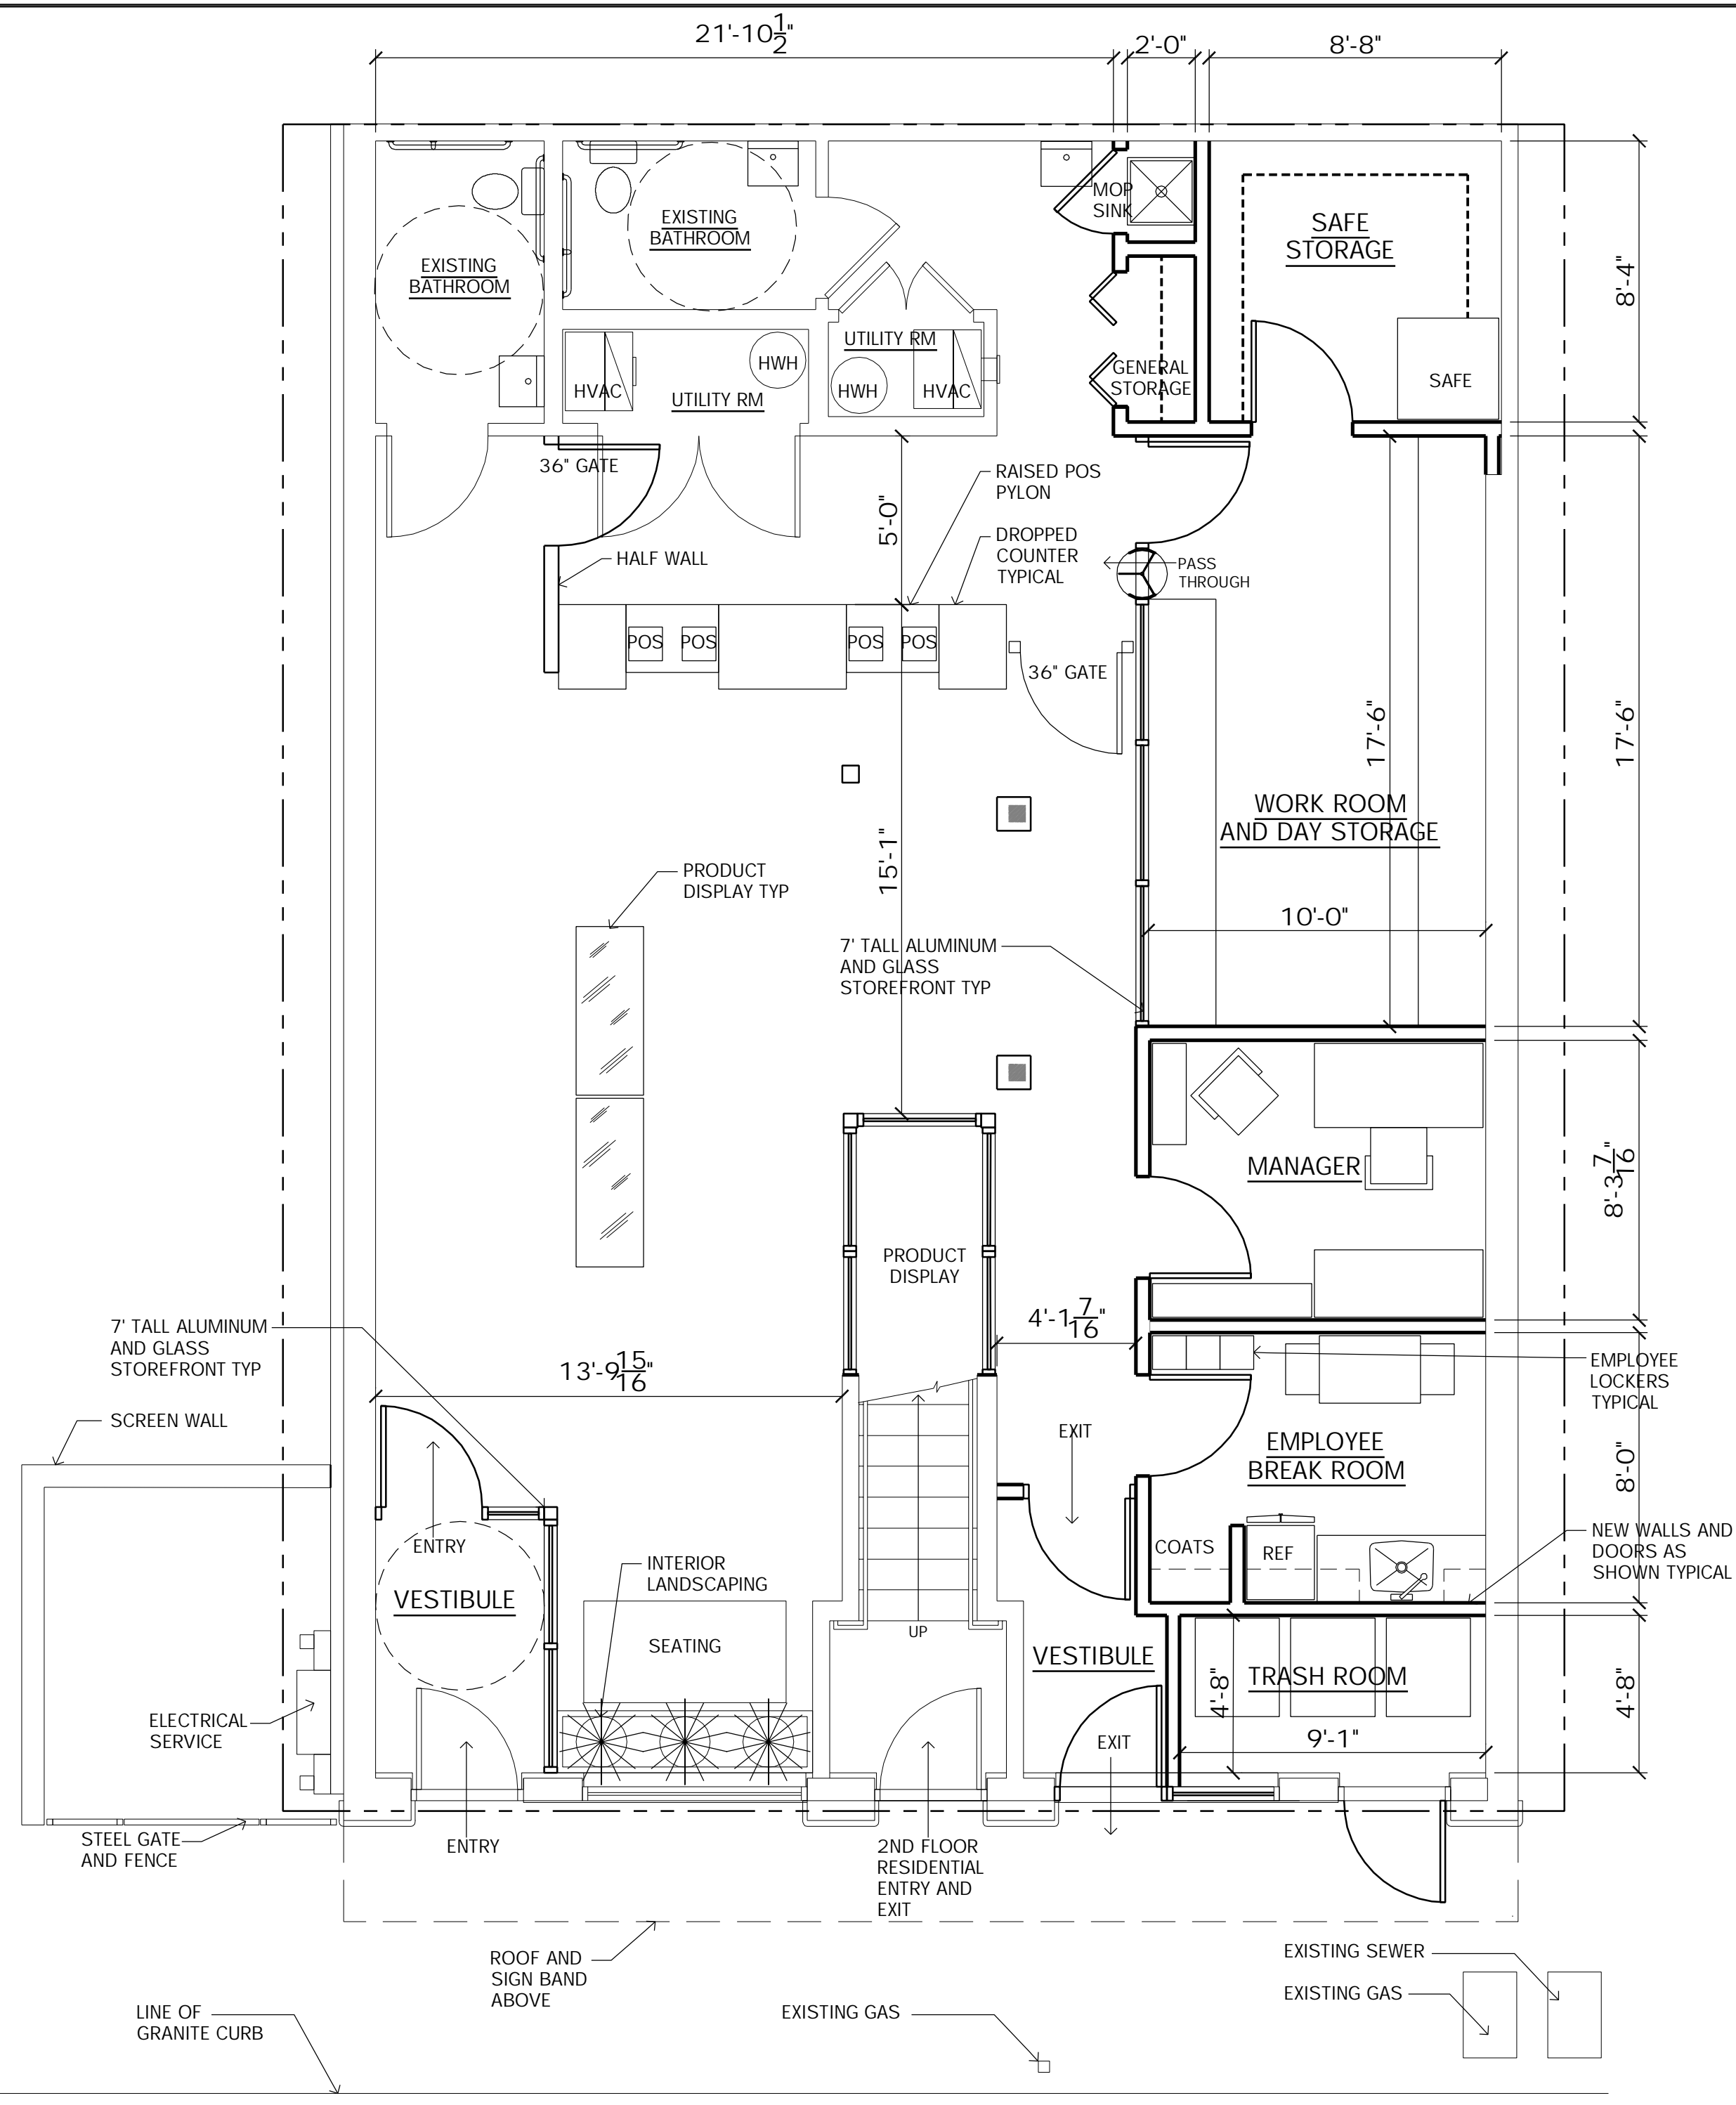 21'-10 1/2"
2'-0"
8'-8"
MOP
SINK
SAFE
STORAGE
EXISTING
BATHROOM
EXISTING
BATHROOM
8'-4"
UTILITY RM
HWH
HVAC
UTILITY RM
HWH
HVAC
GENERAL
STORAGE
SAFE
36" GATE
RAISED POS
PYLON
5'-0"
DROPPED
COUNTER
TYPICAL
HALF WALL
PASS
THROUGH
POS
POS
POS
POS
36" GATE
17'-6"
17'-6"
WORK ROOM
AND DAY STORAGE
15'-1"
PRODUCT
DISPLAY TYP
10'-0"
7' TALL ALUMINUM
AND GLASS
STOREFRONT TYP
MANAGER
8'-3 7/16"
PRODUCT
DISPLAY
4'-1 7/16"
7' TALL ALUMINUM
AND GLASS
STOREFRONT TYP
13'-9 15/16"
EMPLOYEE
LOCKERS
TYPICAL
SCREEN WALL
EXIT
EMPLOYEE
BREAK ROOM
8'-0"
ENTRY
COATS
REF
NEW WALLS AND
DOORS AS
SHOWN TYPICAL
INTERIOR
LANDSCAPING
VESTIBULE
UP
SEATING
VESTIBULE
TRASH ROOM
4'-8"
4'-8"
ELECTRICAL
SERVICE
9'-1"
EXIT
STEEL GATE
AND FENCE
ENTRY
2ND FLOOR
RESIDENTIAL
ENTRY AND
EXIT
ROOF AND
SIGN BAND
ABOVE
EXISTING SEWER
EXISTING GAS
LINE OF
GRANITE CURB
EXISTING GAS